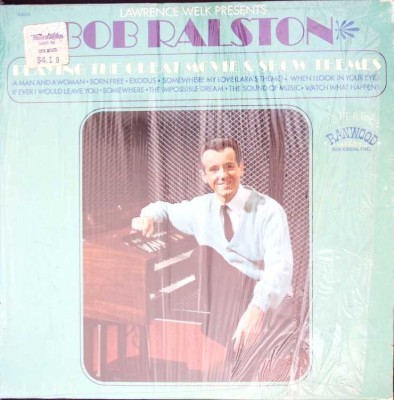 LAWRENCE WELK PRESENTS
BOB RALSTON
PLAYING THE GREAT MOVIE & SHOW THEMES
A MAN AND A WOMAN • BORN FREE • EXODUS • SOMEWHERE MY LOVE (LARA'S THEME) • WHEN I LOOK IN YOUR EYES
IF EVER I WOULD LEAVE YOU • SOMEWHERE • THE IMPOSSIBLE DREAM • THE SOUND OF MUSIC • WATCH WHAT HAPPENS
$4.19
RANWOOD